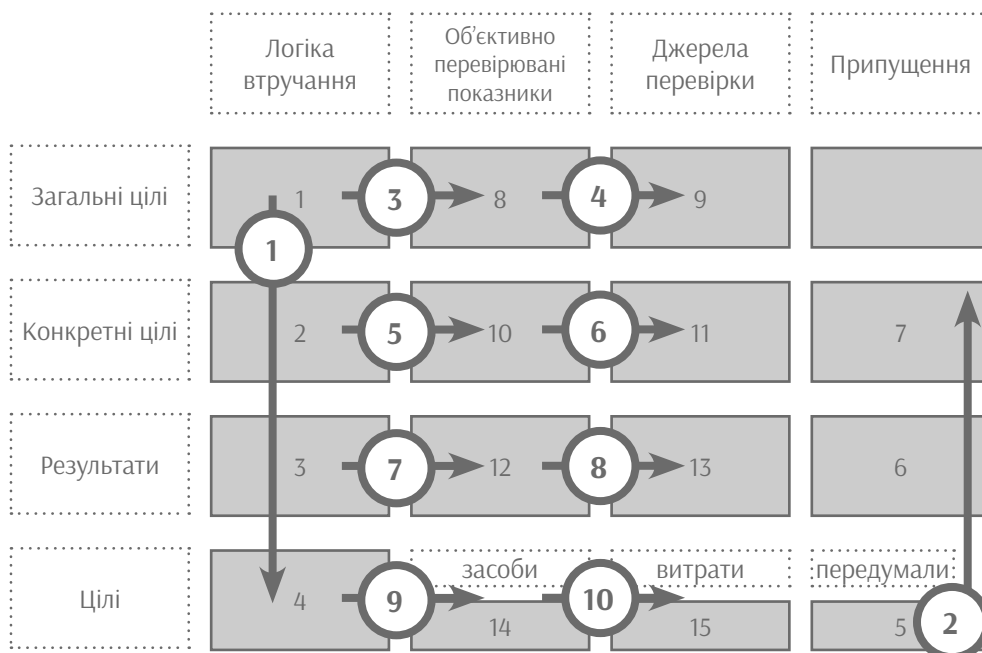 Логіка
втручання
Об’єктивно
перевірювані
показники
Джерела
перевірки
Припущення
Загальні цілі
1
3
8
4
9
1
Конкретні цілі
2
5
10
6
11
7
Результати
3
7
12
8
13
6
Цілі
4
9
засоби
14
10
витрати
15
передумали
5
2